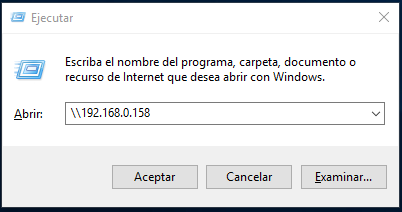 Ejecutar
Escriba el nombre del programa, carpeta, documento o
recurso de Internet que desea abrir con Windows.
Abrir:
\\192.168.0.158
Aceptar
Cancelar
Examinar...